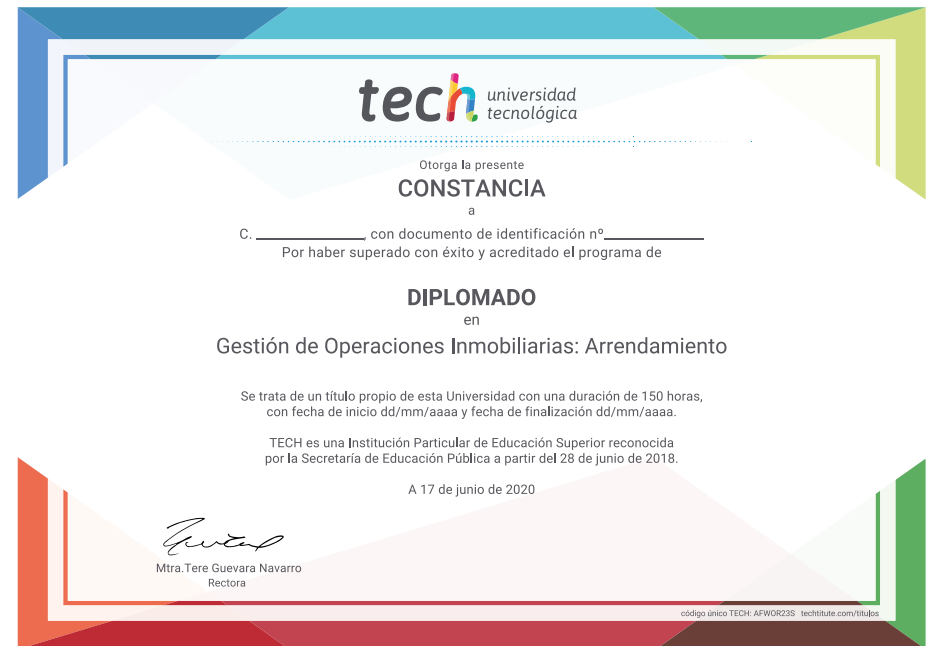 tech universidad
tecnológica
Otorga la presente
CONSTANCIA
a
C. ______________, con documento de identificación nº_____________
Por haber superado con éxito y acreditado el programa de
DIPLOMADO
en
Gestión de Operaciones Inmobiliarias: Arrendamiento
Se trata de un título propio de esta Universidad con una duración de 150 horas,
con fecha de inicio dd/mm/aaaa y fecha de finalización dd/mm/aaaa.
TECH es una Institución Particular de Educación Superior reconocida
por la Secretaría de Educación Pública a partir del 28 de junio de 2018.
A 17 de junio de 2020
Mtra.Tere Guevara Navarro
Rectora
código único TECH: AFWOR23S techtitute.com/titulos